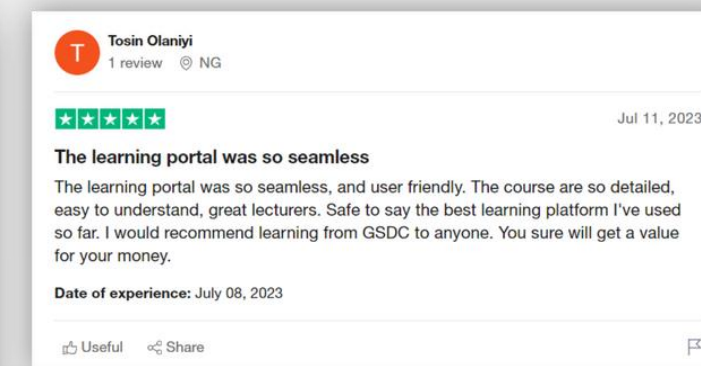 T
Tosin Olaniyi
1 review NG
Jul 11, 2023
The learning portal was so seamless
The learning portal was so seamless, and user friendly. The course are so detailed,
easy to understand, great lecturers. Safe to say the best learning platform I've used
so far. I would recommend learning from GSDC to anyone. You sure will get a value
for your money.
Date of experience: July 08, 2023
Useful Share